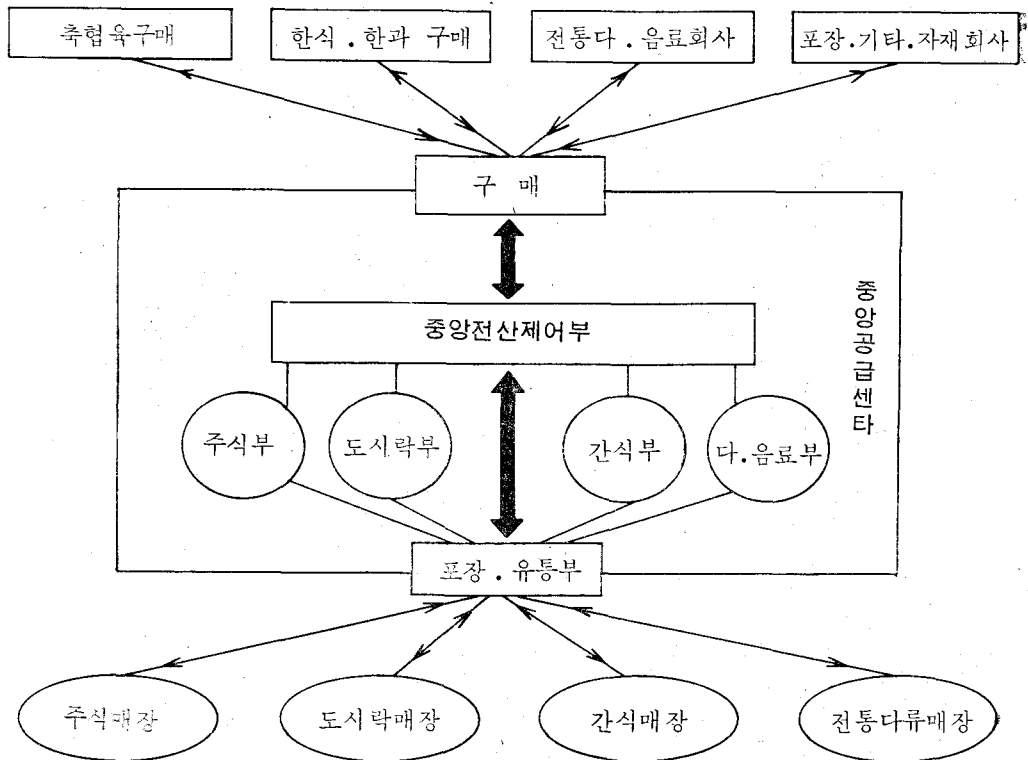 축협육구매
한식.한과 구매
전통다.음료회사
포장.기타.자재회사
구 매
중앙전산제어부
중앙공급센타
주식부
도시락부
간식부
다.음료부
포장.유통부
주식매장
도시락매장
간식매장
전통다류매장